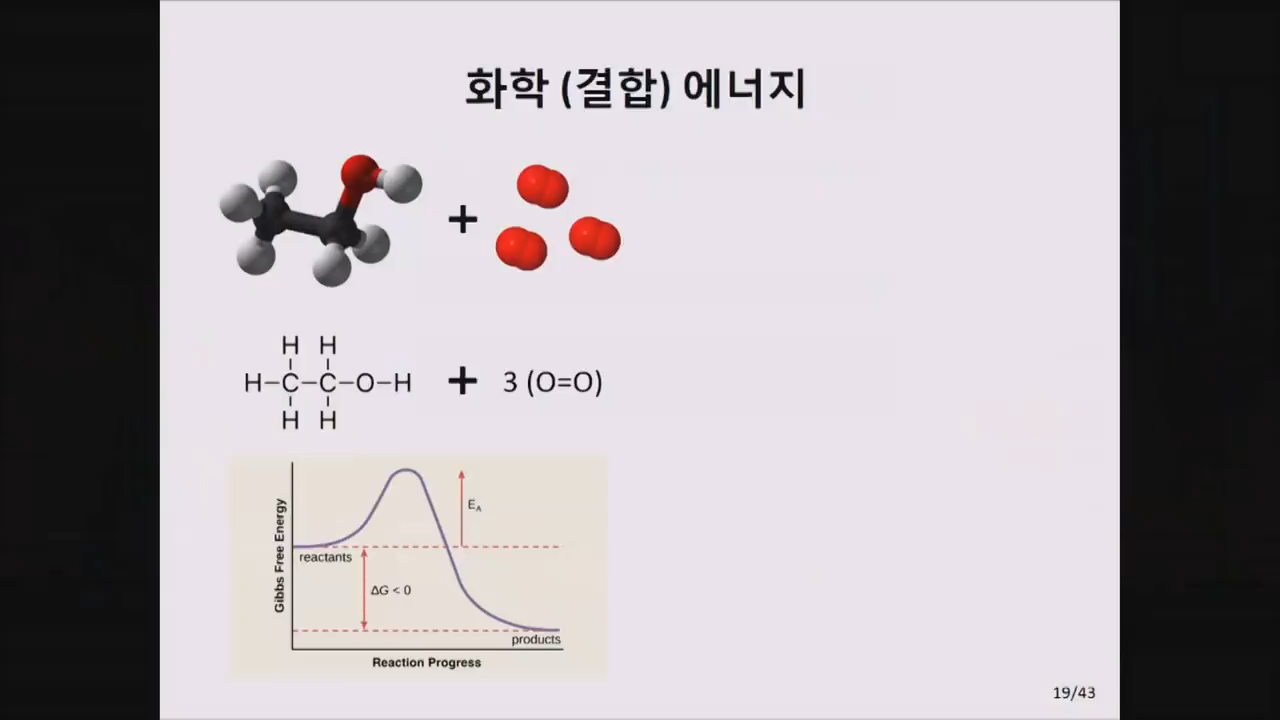 화학 (결합) 에너지
+
H H
H–C–C–O–H + 3 (O=O)
H H
Gibbs Free Energy
E_A
reactants
ΔG < 0
products
Reaction Progress
19/43